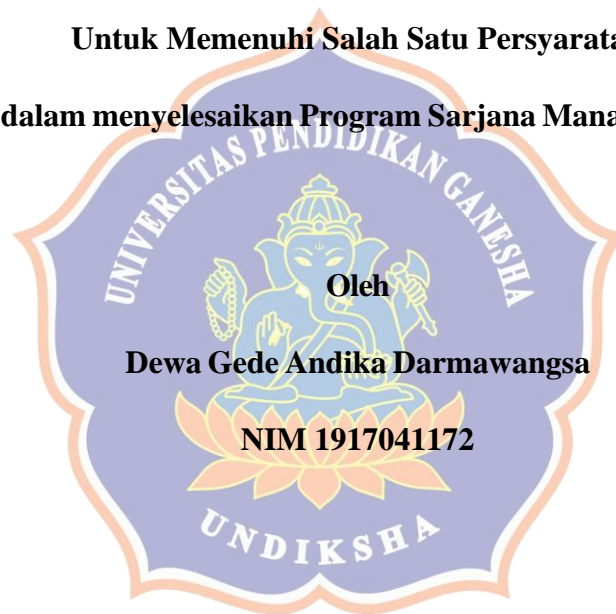 Untuk Memenuhi Salah Satu Persyarata
dalam menyelesaikan Program Sarjana Mana
UNIVERSITAS PENDIDIKAN GANESHA
Oleh
Dewa Gede Andika Darmawangsa
NIM 1917041172
UNDIKSHA